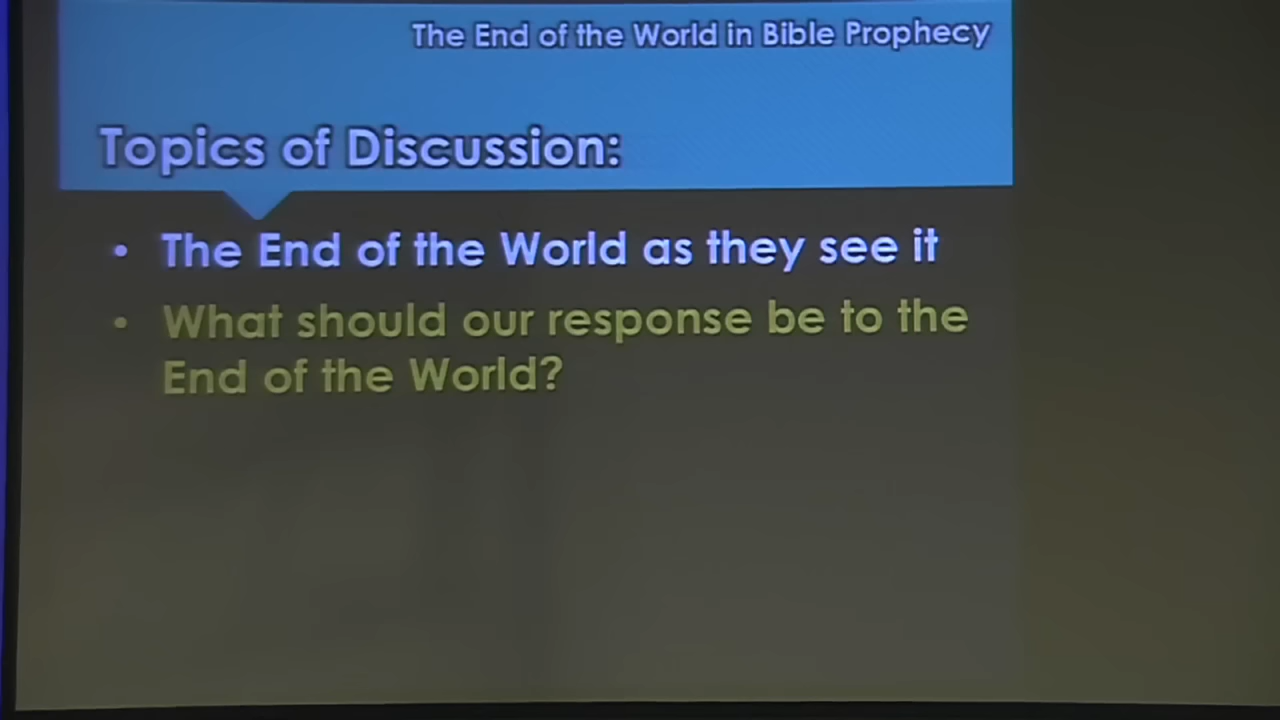 The End of the World in Bible Prophecy
Topics of Discussion:
• The End of the World as they see it
• What should our response be to the
End of the World?